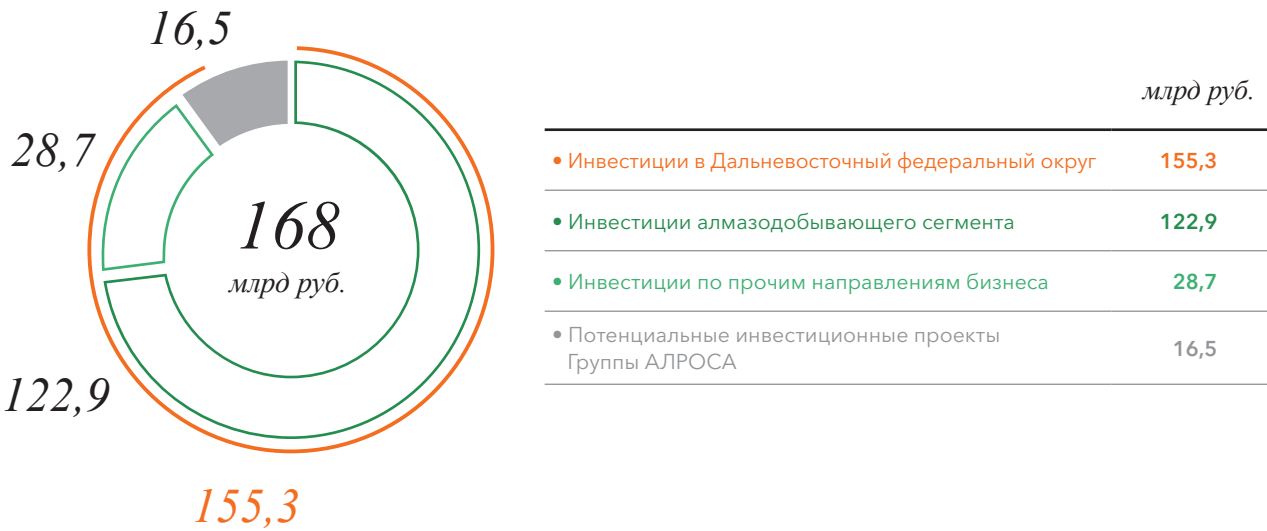 16,5
28,7
168
млрд руб.
122,9
155,3
млрд руб.
• Инвестиции в Дальневосточный федеральный округ 155,3
• Инвестиции алмазодобывающего сегмента 122,9
• Инвестиции по прочим направлениям бизнеса 28,7
• Потенциальные инвестиционные проекты
Группы АЛРОСА 16,5